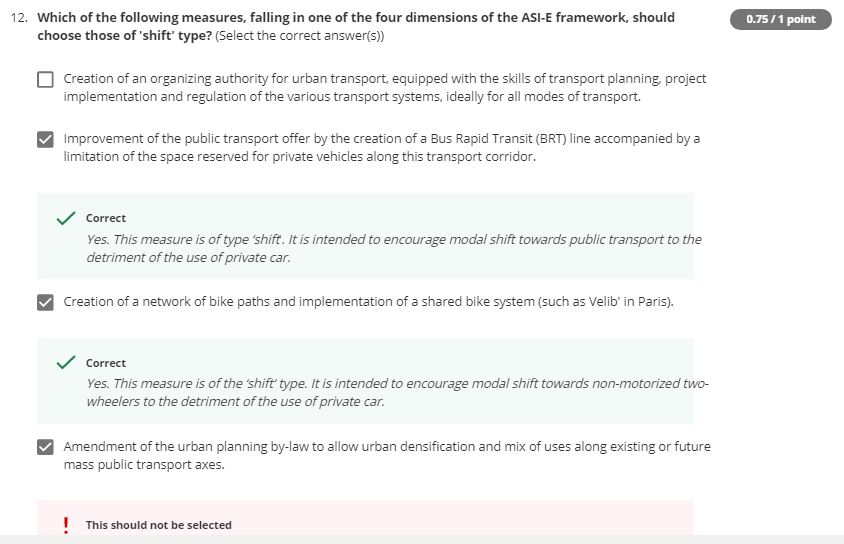 12. Which of the following measures, falling in one of the four dimensions of the ASI-E framework, should
0.75 / 1 point
choose those of 'shift' type? (Select the correct answer(s))
Creation of an organizing authority for urban transport, equipped with the skills of transport planning, project
implementation and regulation of the various transport systems, ideally for all modes of transport.
Improvement of the public transport offer by the creation of a Bus Rapid Transit (BRT) line accompanied by a
limitation of the space reserved for private vehicles along this transport corridor.
Correct
Yes. This measure is of type 'shift'. It is intended to encourage modal shift towards public transport to the
detriment of the use of private car.
Creation of a network of bike paths and implementation of a shared bike system (such as Velib' in Paris).
Correct
Yes. This measure is of the 'shift' type. It is intended to encourage modal shift towards non-motorized two-
wheelers to the detriment of the use of private car.
Amendment of the urban planning by-law to allow urban densification and mix of uses along existing or future
mass public transport axes.
This should not be selected